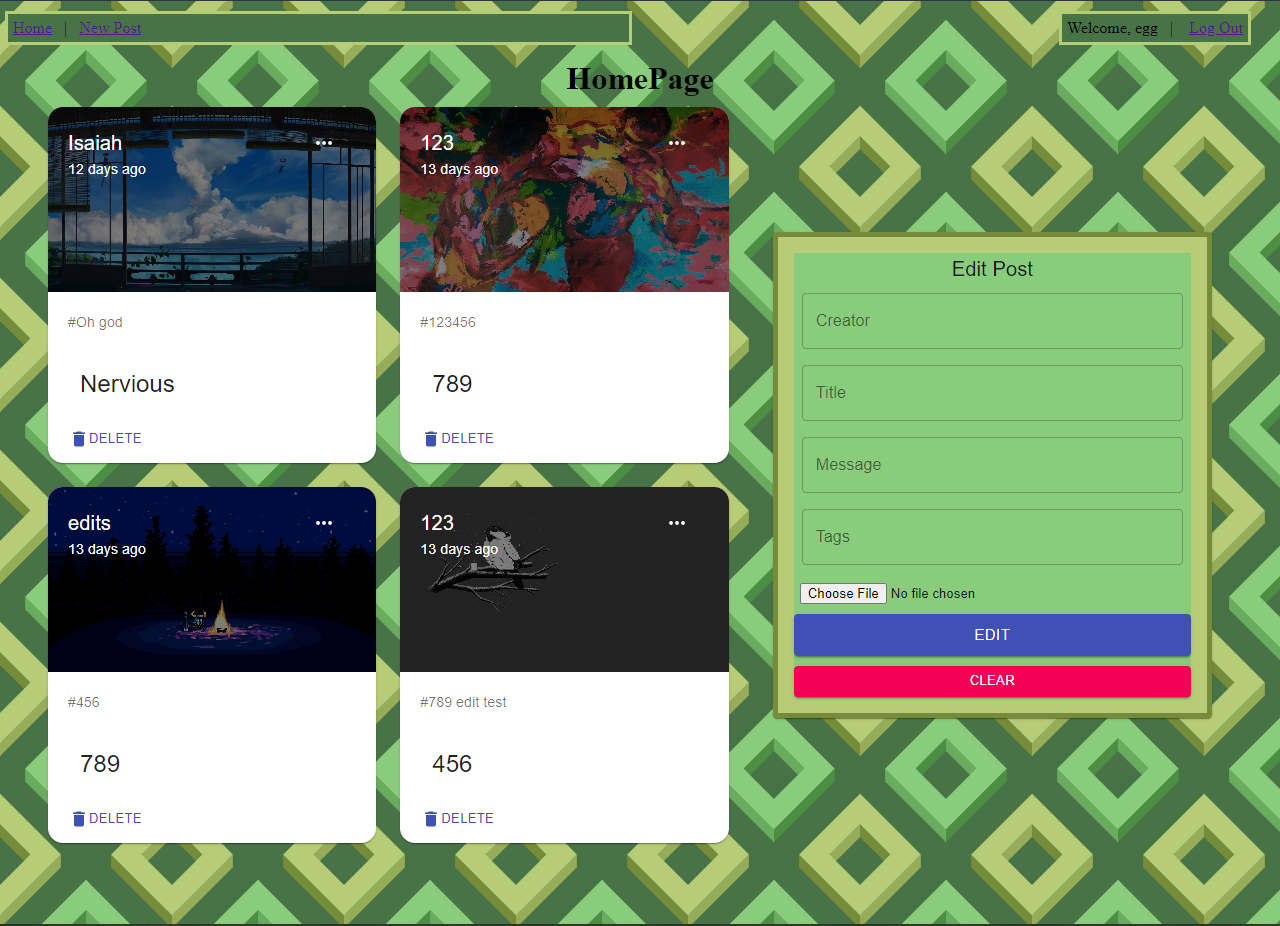 Home | New Post
Welcome, egg | Log Out
HomePage
Isaiah
12 days ago
#Oh god
Nervious
DELETE
123
13 days ago
#123456
789
DELETE
edits
13 days ago
#456
789
DELETE
123
13 days ago
#789 edit test
456
DELETE
Edit Post
Creator
Title
Message
Tags
Choose File No file chosen
EDIT
CLEAR